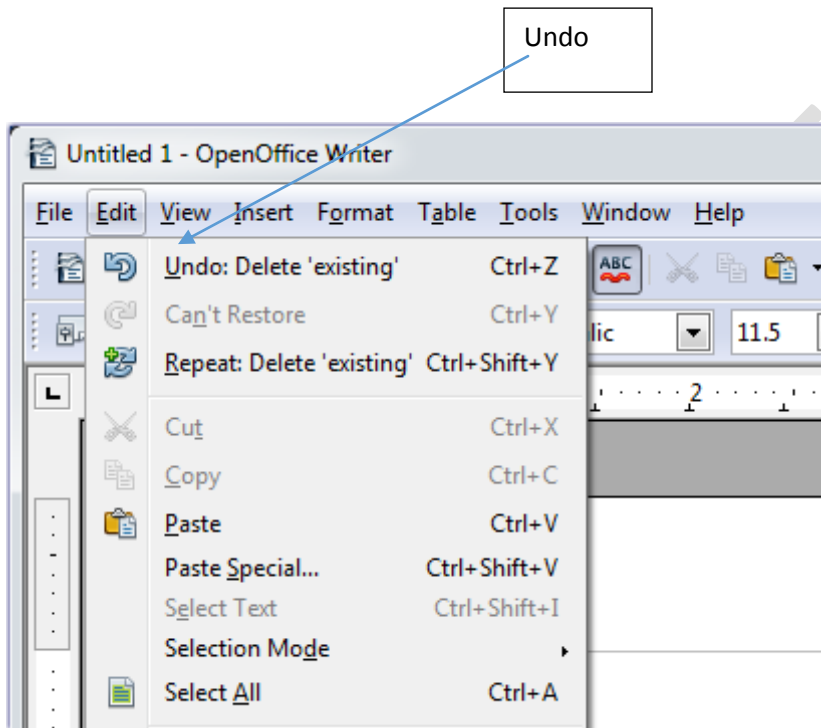 Undo
Untitled 1 - OpenOffice Writer
File Edit View Insert Format Table Tools Window Help
Undo: Delete 'existing' Ctrl+Z ABC
Can't Restore Ctrl+Y lic 11.5
Repeat: Delete 'existing' Ctrl+Shift+Y
2
Cut Ctrl+X
Copy Ctrl+C
Paste Ctrl+V
Paste Special... Ctrl+Shift+V
Select Text Ctrl+Shift+I
Selection Mode
Select All Ctrl+A